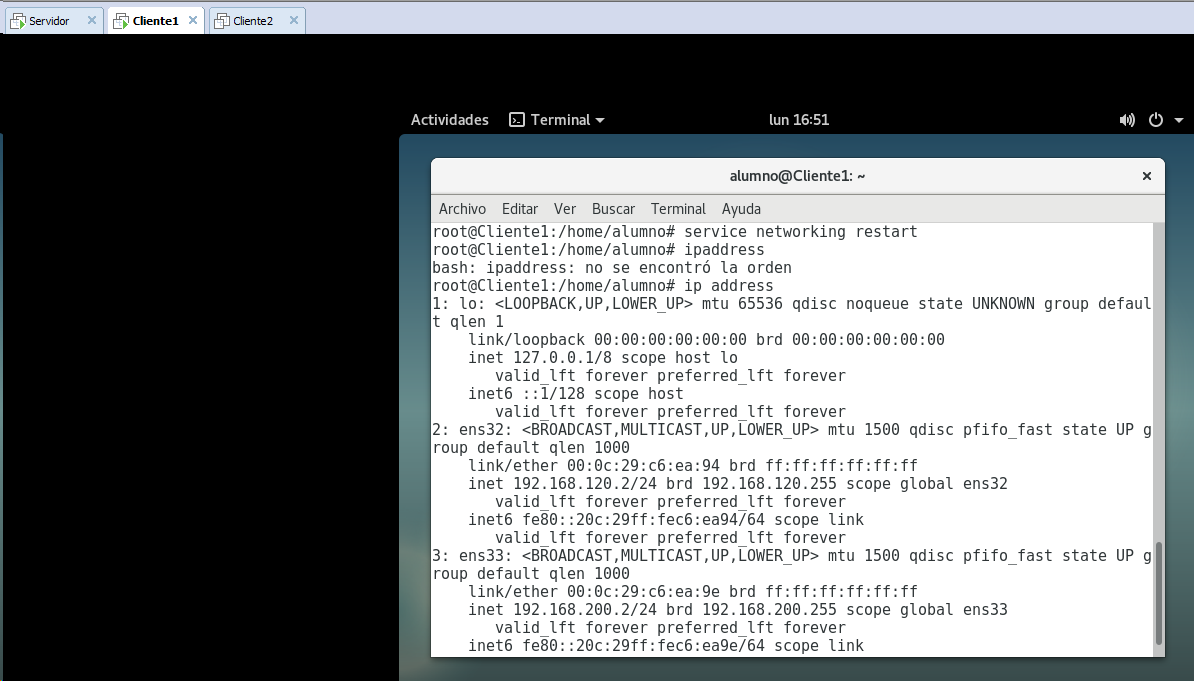 Servidor Cliente1 Cliente2
Actividades Terminal lun 16:51
alumno@Cliente1: ~
Archivo Editar Ver Buscar Terminal Ayuda
root@Cliente1:/home/alumno# service networking restart
root@Cliente1:/home/alumno# ipaddress
bash: ipaddress: no se encontró la orden
root@Cliente1:/home/alumno# ip address
1: lo: <LOOPBACK,UP,LOWER_UP> mtu 65536 qdisc noqueue state UNKNOWN group defaul
t qlen 1
    link/loopback 00:00:00:00:00:00 brd 00:00:00:00:00:00
    inet 127.0.0.1/8 scope host lo
       valid_lft forever preferred_lft forever
    inet6 ::1/128 scope host
       valid_lft forever preferred_lft forever
2: ens32: <BROADCAST,MULTICAST,UP,LOWER_UP> mtu 1500 qdisc pfifo_fast state UP g
roup default qlen 1000
    link/ether 00:0c:29:c6:ea:94 brd ff:ff:ff:ff:ff:ff
    inet 192.168.120.2/24 brd 192.168.120.255 scope global ens32
       valid_lft forever preferred_lft forever
    inet6 fe80::20c:29ff:fec6:ea94/64 scope link
       valid_lft forever preferred_lft forever
3: ens33: <BROADCAST,MULTICAST,UP,LOWER_UP> mtu 1500 qdisc pfifo_fast state UP g
roup default qlen 1000
    link/ether 00:0c:29:c6:ea:9e brd ff:ff:ff:ff:ff:ff
    inet 192.168.200.2/24 brd 192.168.200.255 scope global ens33
       valid_lft forever preferred_lft forever
    inet6 fe80::20c:29ff:fec6:ea9e/64 scope link